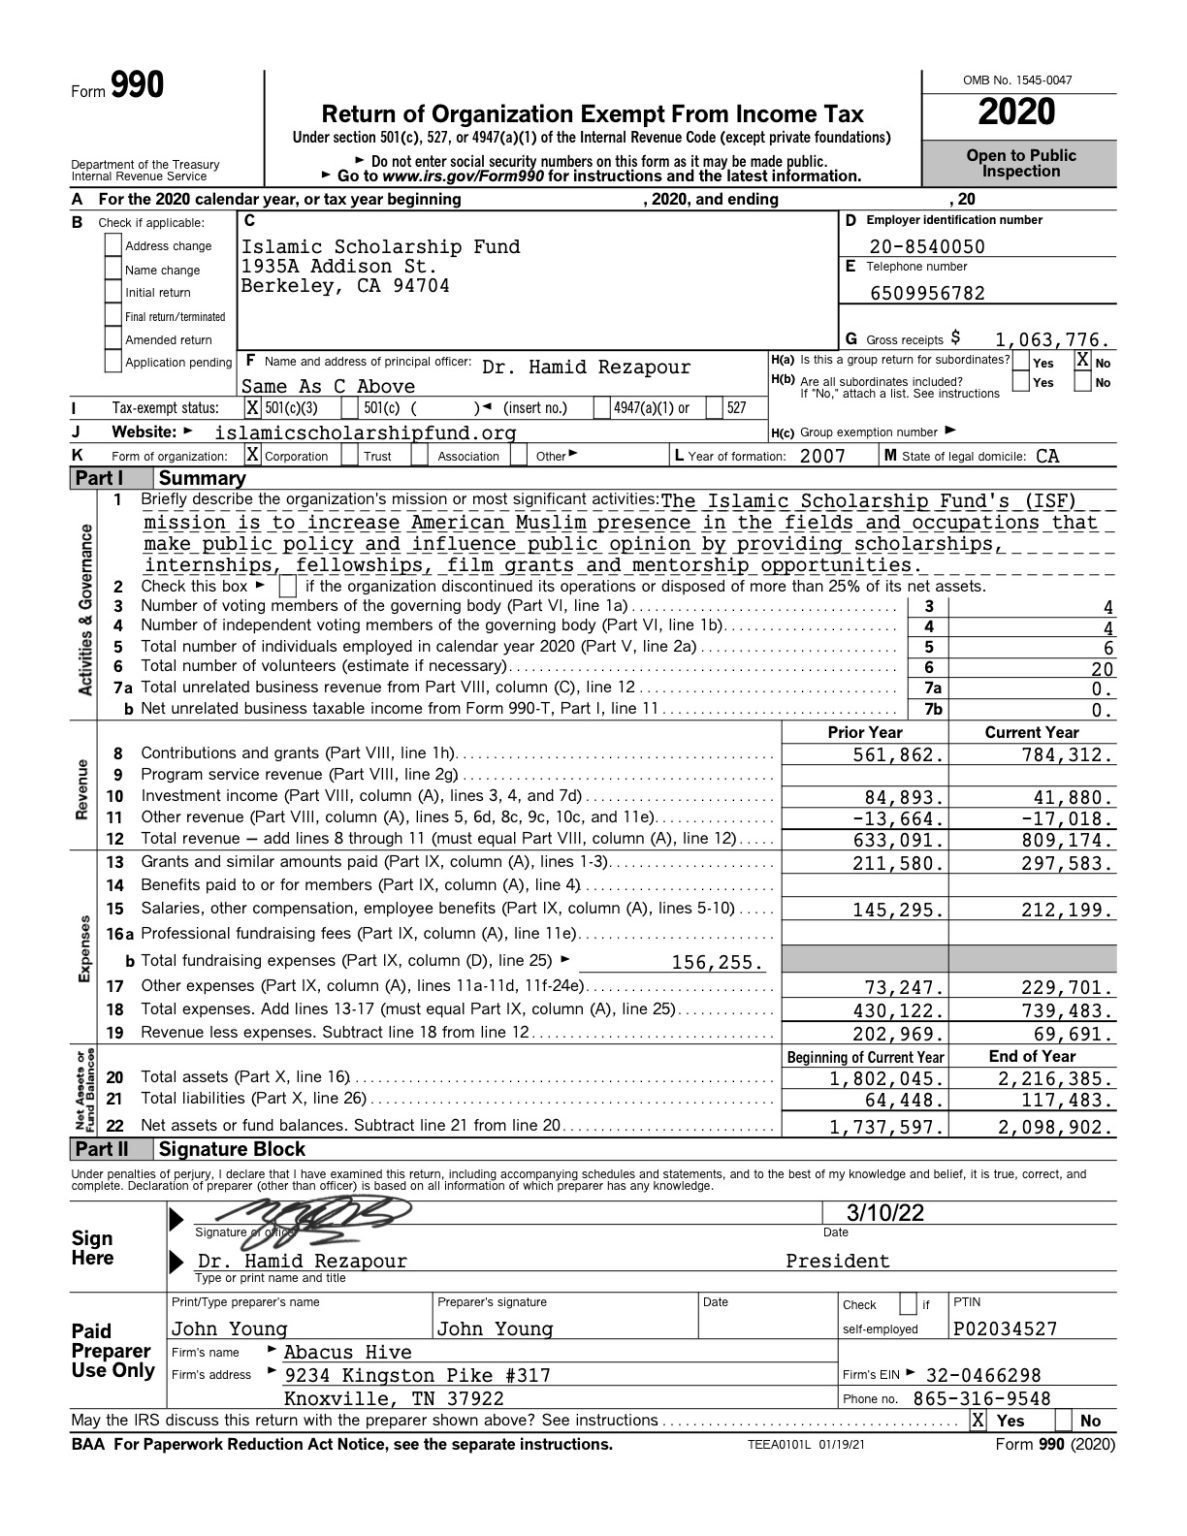 Form 990
OMB No. 1545-0047
Return of Organization Exempt From Income Tax
2020
Under section 501(c), 527, or 4947(a)(1) of the Internal Revenue Code (except private foundations)
► Do not enter social security numbers on this form as it may be made public.
► Go to www.irs.gov/Form990 for instructions and the latest information.
Department of the Treasury
Internal Revenue Service
Open to Public
Inspection
A For the 2020 calendar year, or tax year beginning , 2020, and ending , 20
B Check if applicable:
Address change
Name change
Initial return
Final return/terminated
Amended return
Application pending
C
Islamic Scholarship Fund
1935A Addison St.
Berkeley, CA 94704
D Employer identification number
20-8540050
E Telephone number
6509956782
G Gross receipts $ 1,063,776.
F Name and address of principal officer: Dr. Hamid Rezapour
Same As C Above
H(a) Is this a group return for subordinates? Yes X No
H(b) Are all subordinates included? Yes No
If "No," attach a list. See instructions
I Tax-exempt status: X 501(c)(3) 501(c) ( )◄ (insert no.) 4947(a)(1) or 527
J Website: ► islamicscholarshipfund.org
H(c) Group exemption number ►
K Form of organization: X Corporation Trust Association Other ►
L Year of formation: 2007
M State of legal domicile: CA
Part I Summary
Activities & Governance
1 Briefly describe the organization's mission or most significant activities: The Islamic Scholarship Fund's (ISF)
mission is to increase American Muslim presence in the fields and occupations that
make public policy and influence public opinion by providing scholarships,
internships, fellowships, film grants and mentorship opportunities.
2 Check this box ► if the organization discontinued its operations or disposed of more than 25% of its net assets.
3 Number of voting members of the governing body (Part VI, line 1a) 3 4
4 Number of independent voting members of the governing body (Part VI, line 1b) 4 4
5 Total number of individuals employed in calendar year 2020 (Part V, line 2a) 5 6
6 Total number of volunteers (estimate if necessary) 6 20
7a Total unrelated business revenue from Part VIII, column (C), line 12 7a 0.
b Net unrelated business taxable income from Form 990-T, Part I, line 11 7b 0.
Prior Year Current Year
Revenue
8 Contributions and grants (Part VIII, line 1h) 561,862. 784,312.
9 Program service revenue (Part VIII, line 2g)
10 Investment income (Part VIII, column (A), lines 3, 4, and 7d) 84,893. 41,880.
11 Other revenue (Part VIII, column (A), lines 5, 6d, 8c, 9c, 10c, and 11e) -13,664. -17,018.
12 Total revenue – add lines 8 through 11 (must equal Part VIII, column (A), line 12) 633,091. 809,174.
Expenses
13 Grants and similar amounts paid (Part IX, column (A), lines 1-3) 211,580. 297,583.
14 Benefits paid to or for members (Part IX, column (A), line 4)
15 Salaries, other compensation, employee benefits (Part IX, column (A), lines 5-10) 145,295. 212,199.
16a Professional fundraising fees (Part IX, column (A), line 11e)
b Total fundraising expenses (Part IX, column (D), line 25) ► 156,255.
17 Other expenses (Part IX, column (A), lines 11a-11d, 11f-24e) 73,247. 229,701.
18 Total expenses. Add lines 13-17 (must equal Part IX, column (A), line 25) 430,122. 739,483.
19 Revenue less expenses. Subtract line 18 from line 12 202,969. 69,691.
Beginning of Current Year End of Year
Net Assets or
Fund Balances
20 Total assets (Part X, line 16) 1,802,045. 2,216,385.
21 Total liabilities (Part X, line 26) 64,448. 117,483.
22 Net assets or fund balances. Subtract line 21 from line 20 1,737,597. 2,098,902.
Part II Signature Block
Under penalties of perjury, I declare that I have examined this return, including accompanying schedules and statements, and to the best of my knowledge and belief, it is true, correct, and
complete. Declaration of preparer (other than officer) is based on all information of which preparer has any knowledge.
Sign
Here
3/10/22
Signature of officer Date
Dr. Hamid Rezapour President
Type or print name and title
Paid
Preparer
Use Only
Print/Type preparer's name Preparer's signature Date Check if PTIN
John Young John Young self-employed P02034527
Firm's name ► Abacus Hive
Firm's address ► 9234 Kingston Pike #317 Firm's EIN ► 32-0466298
Knoxville, TN 37922 Phone no. 865-316-9548
May the IRS discuss this return with the preparer shown above? See instructions X Yes No
BAA For Paperwork Reduction Act Notice, see the separate instructions. TEEA0101L 01/19/21 Form 990 (2020)